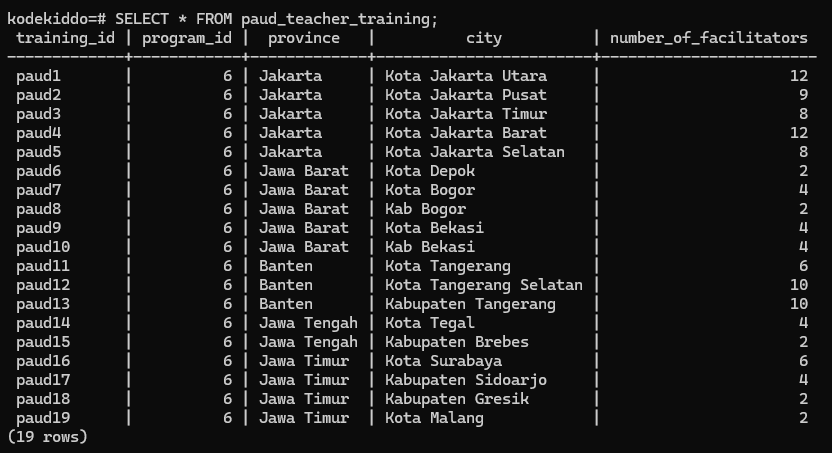 kodekiddo=# SELECT * FROM paud_teacher_training;
 training_id | program_id |  province   |          city          | number_of_facilitators
-------------+------------+-------------+------------------------+------------------------
 paud1       |          6 | Jakarta     | Kota Jakarta Utara     |                     12
 paud2       |          6 | Jakarta     | Kota Jakarta Pusat     |                      9
 paud3       |          6 | Jakarta     | Kota Jakarta Timur     |                      8
 paud4       |          6 | Jakarta     | Kota Jakarta Barat     |                     12
 paud5       |          6 | Jakarta     | Kota Jakarta Selatan   |                      8
 paud6       |          6 | Jawa Barat  | Kota Depok             |                      2
 paud7       |          6 | Jawa Barat  | Kota Bogor             |                      4
 paud8       |          6 | Jawa Barat  | Kab Bogor              |                      2
 paud9       |          6 | Jawa Barat  | Kota Bekasi            |                      4
 paud10      |          6 | Jawa Barat  | Kab Bekasi             |                      4
 paud11      |          6 | Banten      | Kota Tangerang         |                      6
 paud12      |          6 | Banten      | Kota Tangerang Selatan |                     10
 paud13      |          6 | Banten      | Kabupaten Tangerang    |                     10
 paud14      |          6 | Jawa Tengah | Kota Tegal             |                      4
 paud15      |          6 | Jawa Tengah | Kabupaten Brebes       |                      2
 paud16      |          6 | Jawa Timur  | Kota Surabaya          |                      6
 paud17      |          6 | Jawa Timur  | Kabupaten Sidoarjo     |                      4
 paud18      |          6 | Jawa Timur  | Kabupaten Gresik       |                      2
 paud19      |          6 | Jawa Timur  | Kota Malang            |                      2
(19 rows)